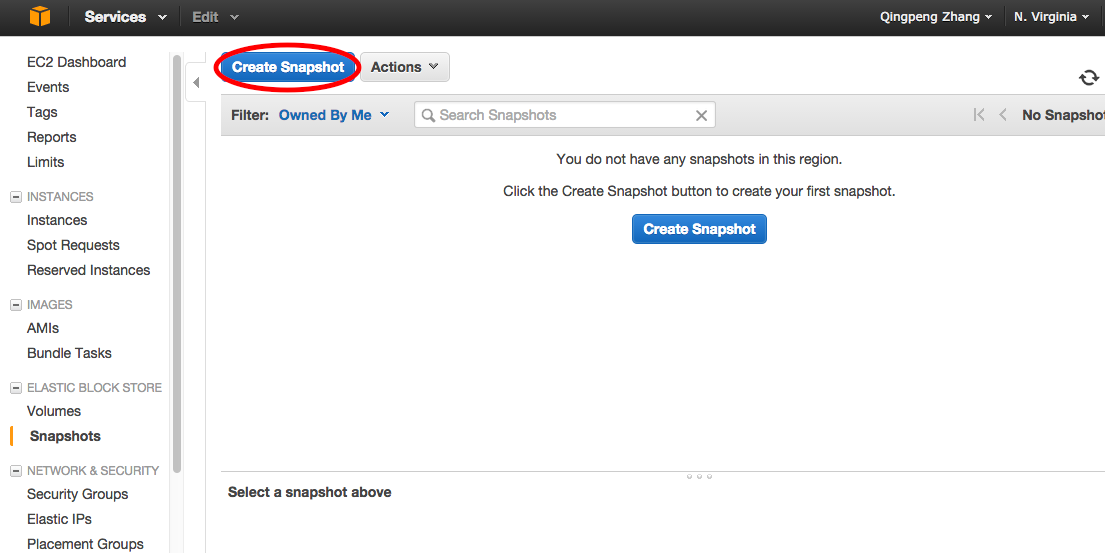 Services Edit Qingpeng Zhang N. Virginia
EC2 Dashboard
Events
Tags
Reports
Limits
INSTANCES
Instances
Spot Requests
Reserved Instances
IMAGES
AMIs
Bundle Tasks
ELASTIC BLOCK STORE
Volumes
Snapshots
NETWORK & SECURITY
Security Groups
Elastic IPs
Placement Groups
Create Snapshot Actions
Filter: Owned By Me Search Snapshots No Snapshot
You do not have any snapshots in this region.
Click the Create Snapshot button to create your first snapshot.
Create Snapshot
Select a snapshot above